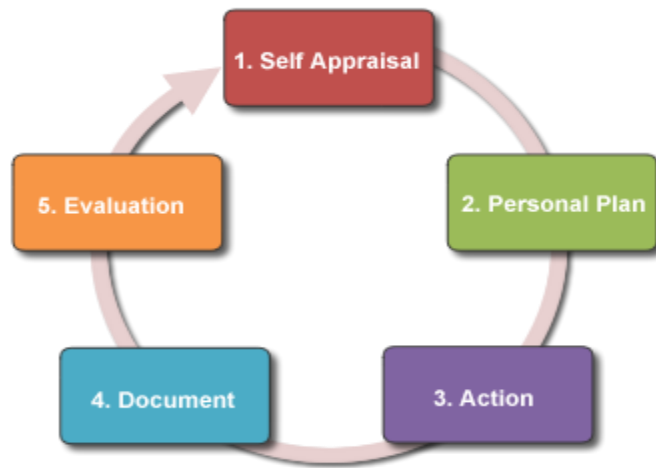 1. Self Appraisal
2. Personal Plan
3. Action
4. Document
5. Evaluation